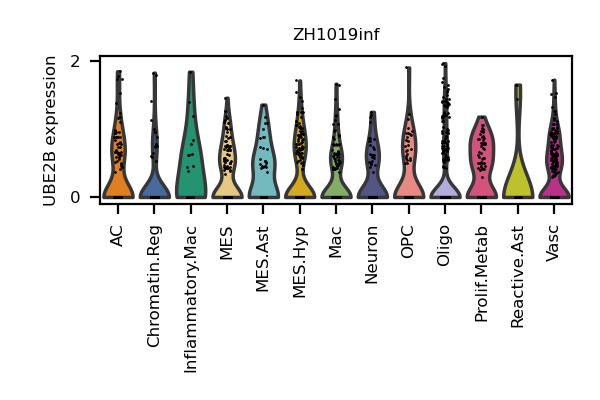 ZH1019inf
UBE2B expression
2
0
AC
Chromatin.Reg
Inflammatory.Mac
MES
MES.Ast
MES.Hyp
Mac
Neuron
OPC
Oligo
Prolif.Metab
Reactive.Ast
Vasc